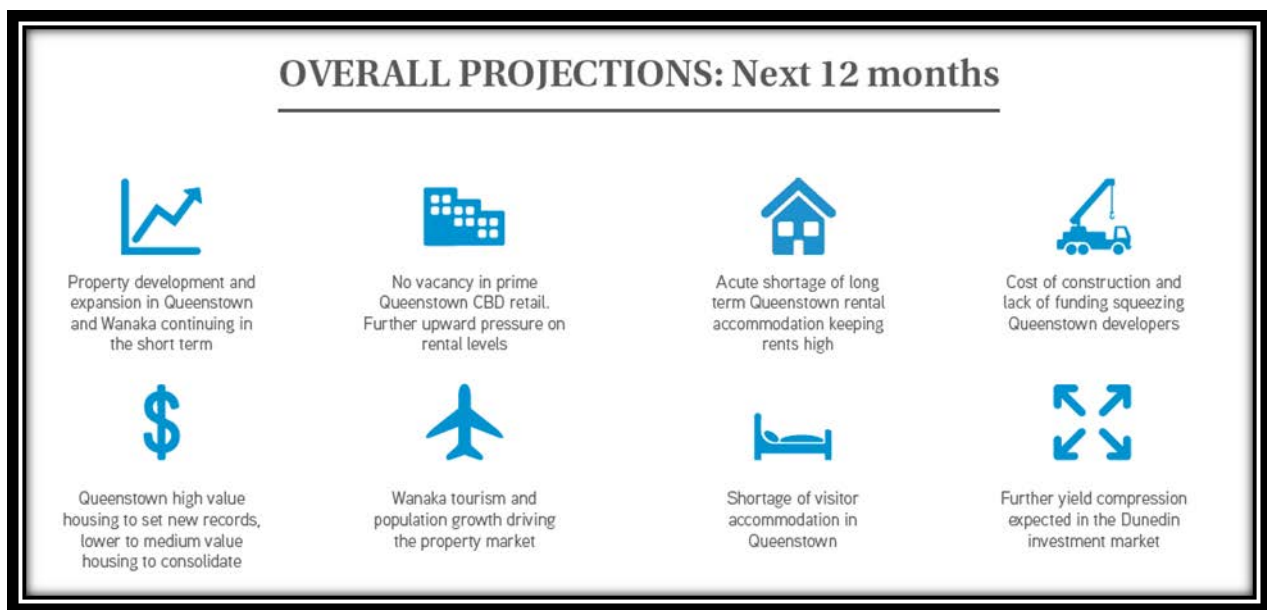 OVERALL PROJECTIONS: Next 12 months
Property development and
expansion in Queenstown
and Wanaka continuing in
the short term
No vacancy in prime
Queenstown CBD retail.
Further upward pressure on
rental levels
Acute shortage of long
term Queenstown rental
accommodation keeping
rents high
Cost of construction and
lack of funding squeezing
Queenstown developers
$
Queenstown high value
housing to set new records,
lower to medium value
housing to consolidate
Wanaka tourism and
population growth driving
the property market
Shortage of visitor
accommodation in
Queenstown
Further yield compression
expected in the Dunedin
investment market